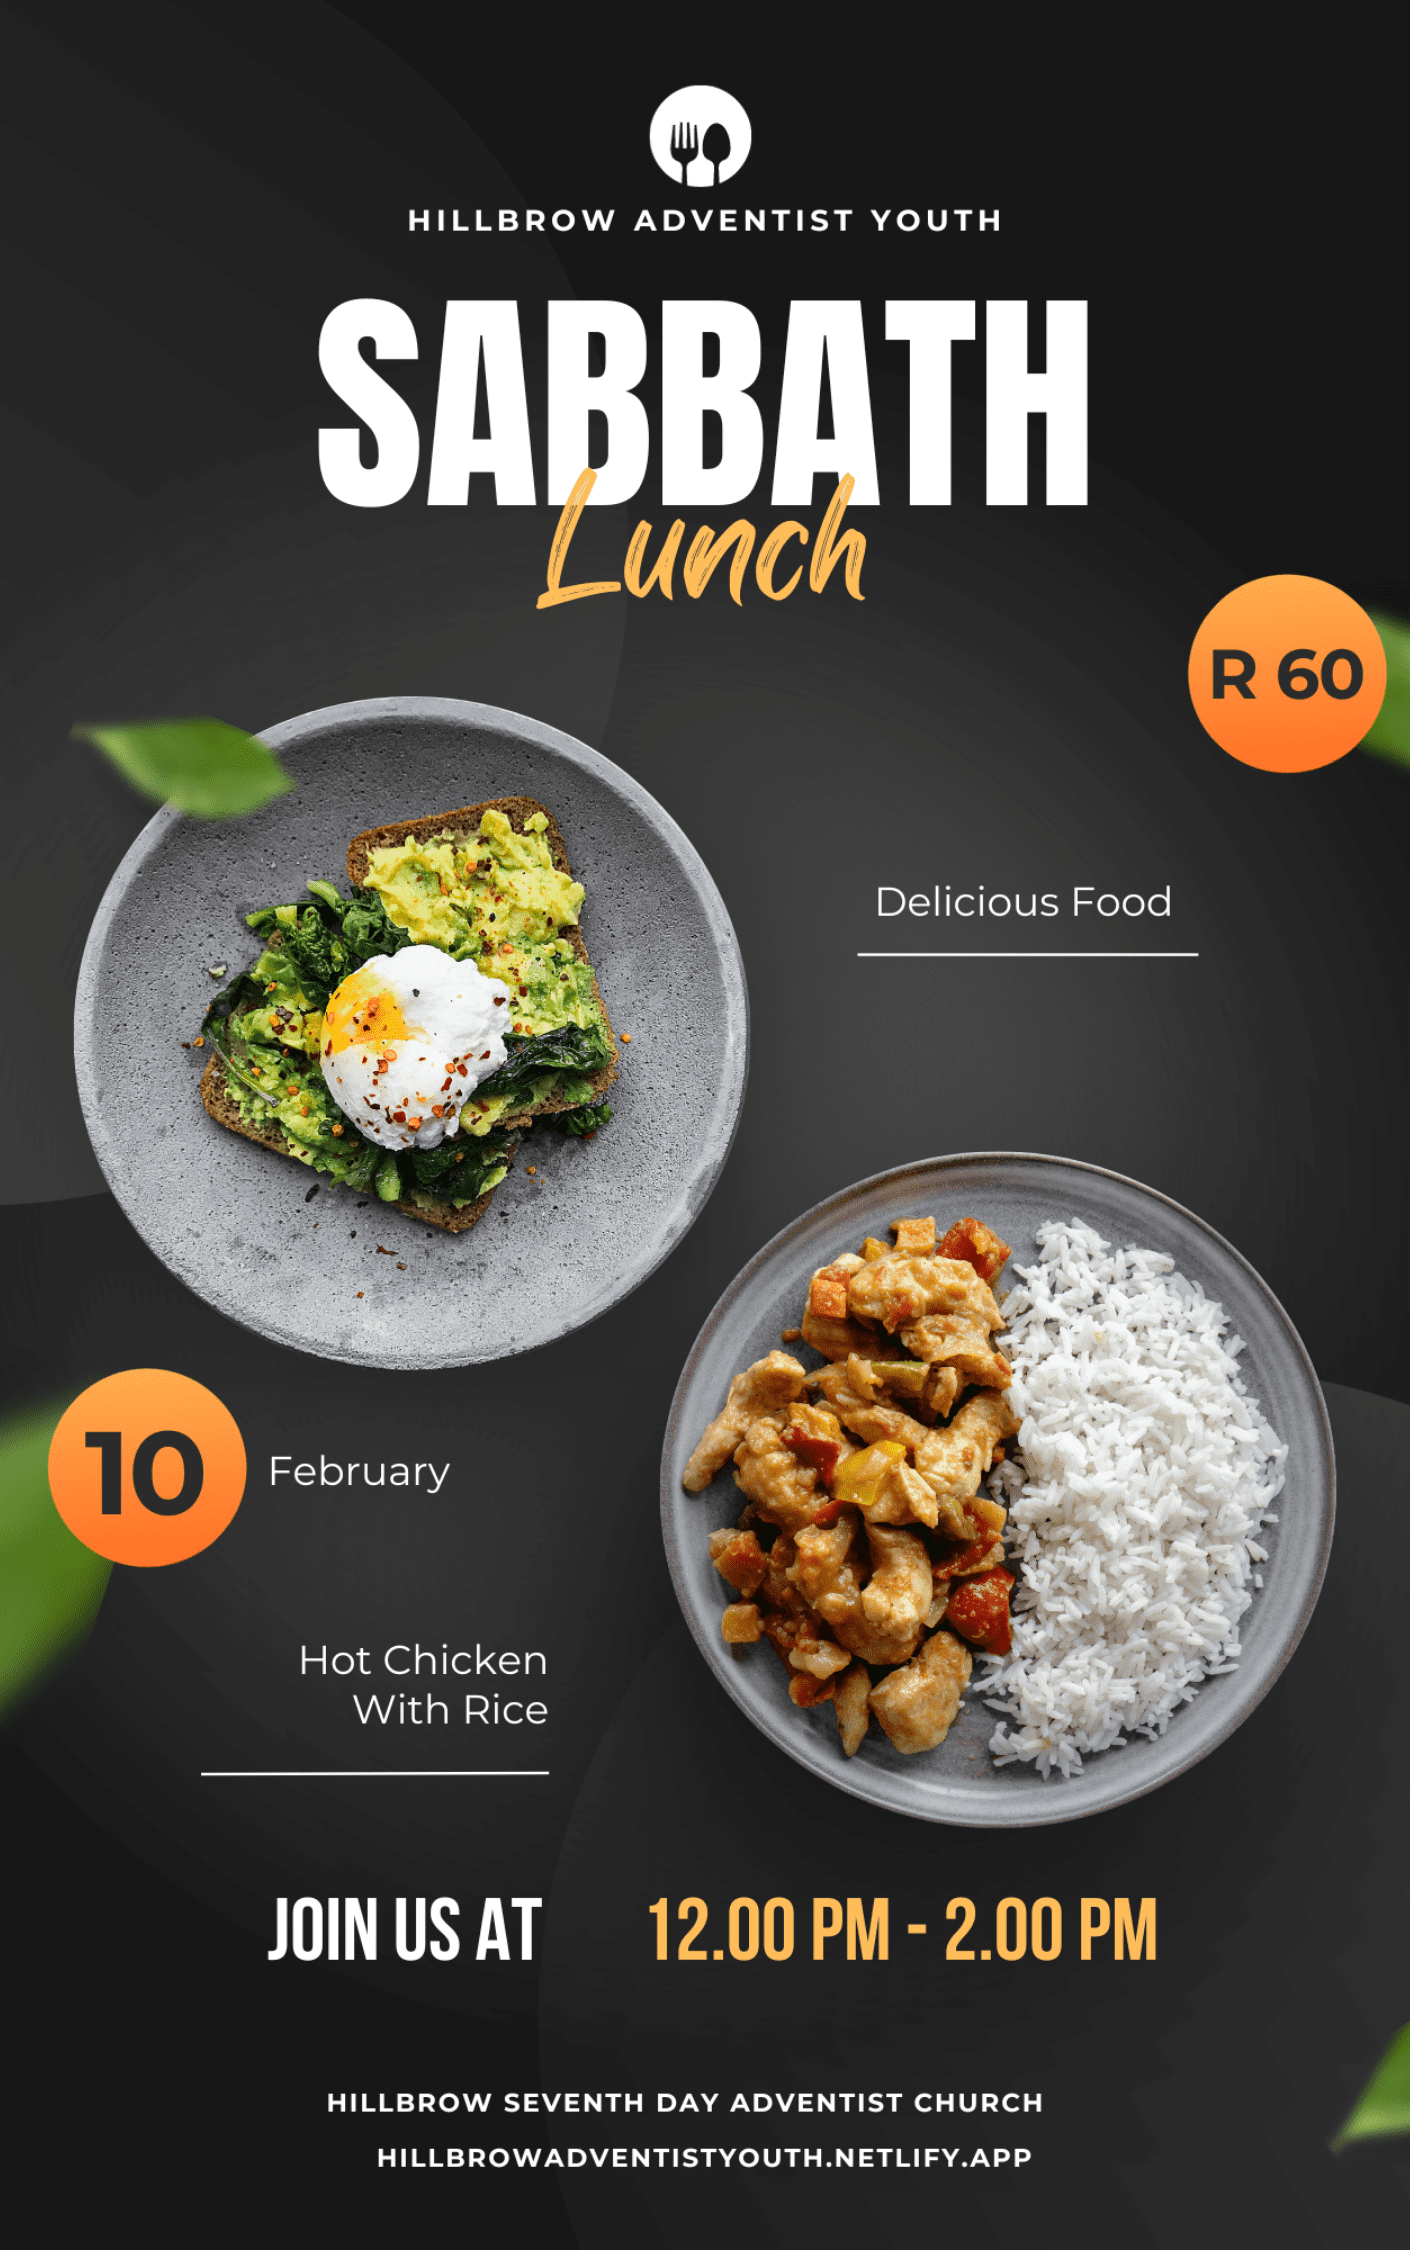 HILLBROW ADVENTIST YOUTH
SABBATH
Lunch
R 60
Delicious Food
10
February
Hot Chicken
With Rice
JOIN US AT
12.00 PM - 2.00 PM
HILLBROW SEVENTH DAY ADVENTIST CHURCH
HILLBROWADVENTISTYOUTH.NETLIFY.APP